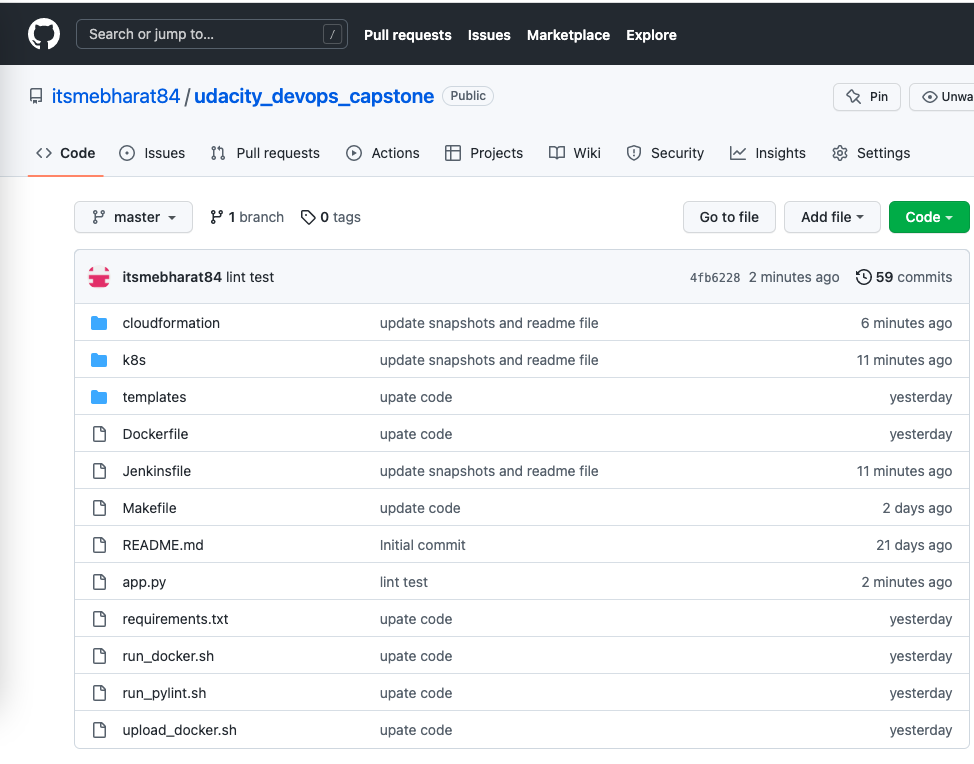 Search or jump to... /
Pull requests Issues Marketplace Explore
itsmebharat84 / udacity_devops_capstone Public
Pin Unwa
Code Issues Pull requests Actions Projects Wiki Security Insights Settings
master 1 branch 0 tags Go to file Add file Code
itsmebharat84 lint test 4fb6228 2 minutes ago 59 commits
cloudformation update snapshots and readme file 6 minutes ago
k8s update snapshots and readme file 11 minutes ago
templates upate code yesterday
Dockerfile upate code yesterday
Jenkinsfile update snapshots and readme file 11 minutes ago
Makefile update code 2 days ago
README.md Initial commit 21 days ago
app.py lint test 2 minutes ago
requirements.txt upate code yesterday
run_docker.sh upate code yesterday
run_pylint.sh upate code yesterday
upload_docker.sh upate code yesterday